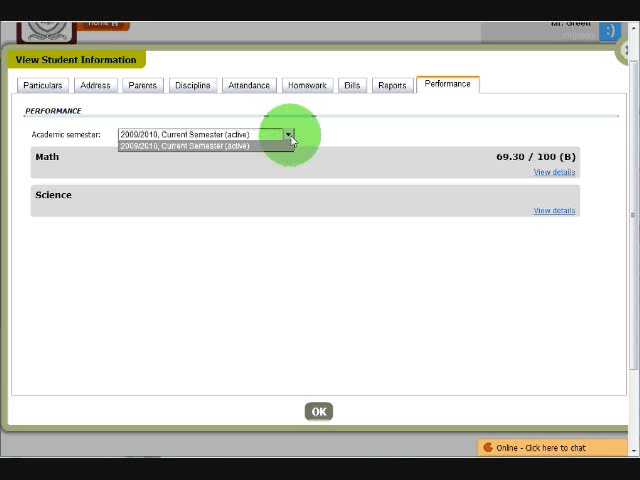 Mr. Green
View Student Information
Particulars Address Parents Discipline Attendance Homework Bills Reports Performance
PERFORMANCE
Academic semester: 2009/2010, Current Semester (active)
2009/2010, Current Semester (active)
Math 69.30 / 100 (B)
View details
Science
View details
OK
Online - Click here to chat